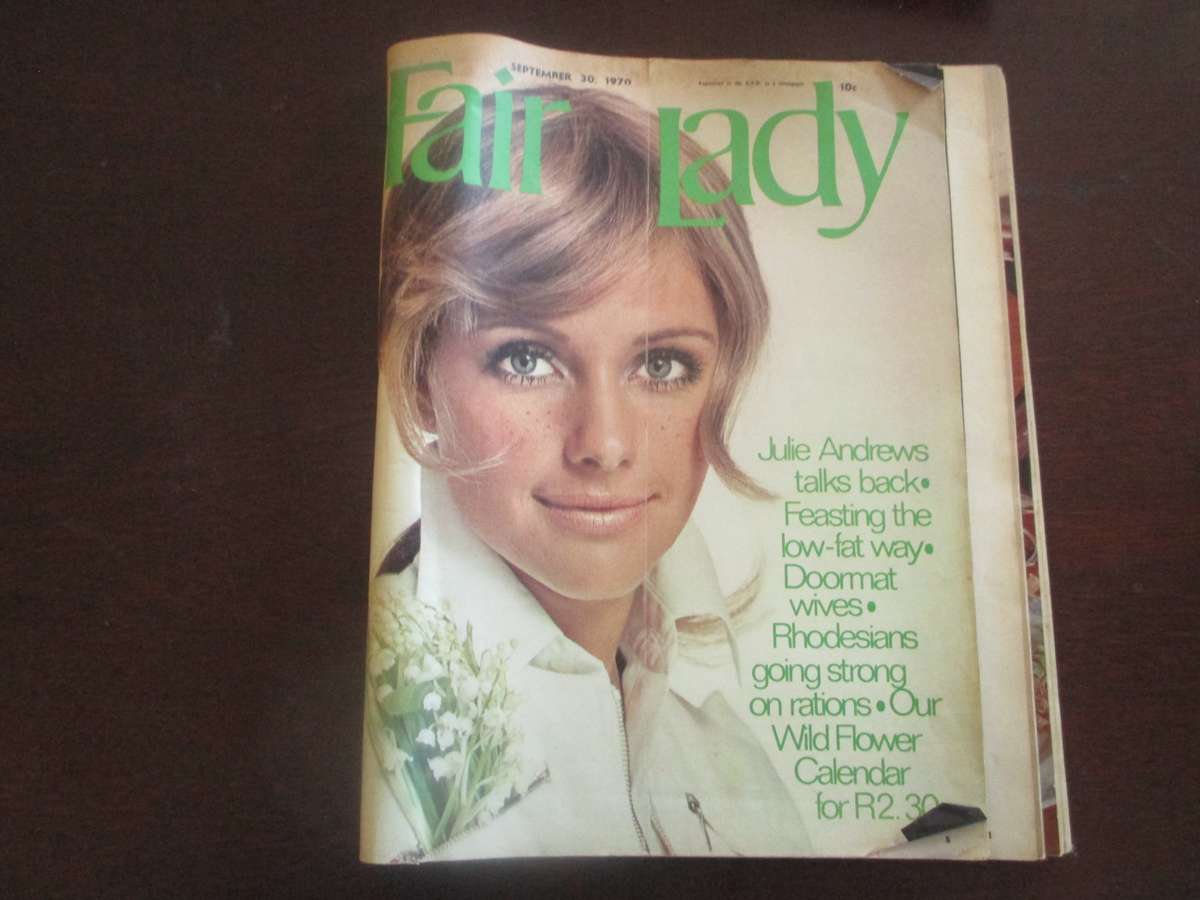 SEPTEMBER 30, 1970
10c
Fair Lady
Julie Andrews
talks back•
Feasting the
low-fat way•
Doormat
wives•
Rhodesians
going strong
on rations•Our
Wild Flower
Calendar
for R2.30